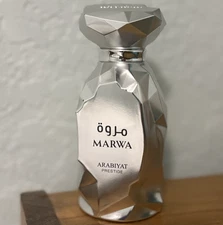 مروة
MARWA
ARABIYAT
PRESTIGE